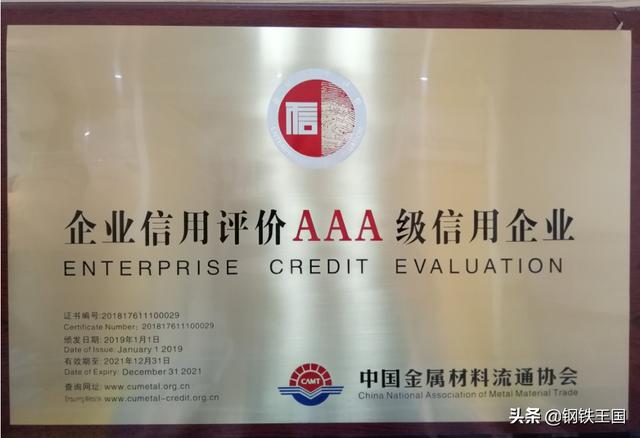 信
企业信用评价AAA级信用企业
ENTERPRISE CREDIT EVALUATION
证书编号:201817611100029
Certificate Number: 201817611100029
颁发日期:2019年1月1日
Date of Issue: January 1 2019
有效期至:2021年12月31日
Date of Expiry: December 31 2021
查询网址: www.cumetal.org.cn
www.cumetal-credit.org.cn
CAMT
中国金属材料流通协会
China National Association of Metal Material Trade
头条 @钢铁王国